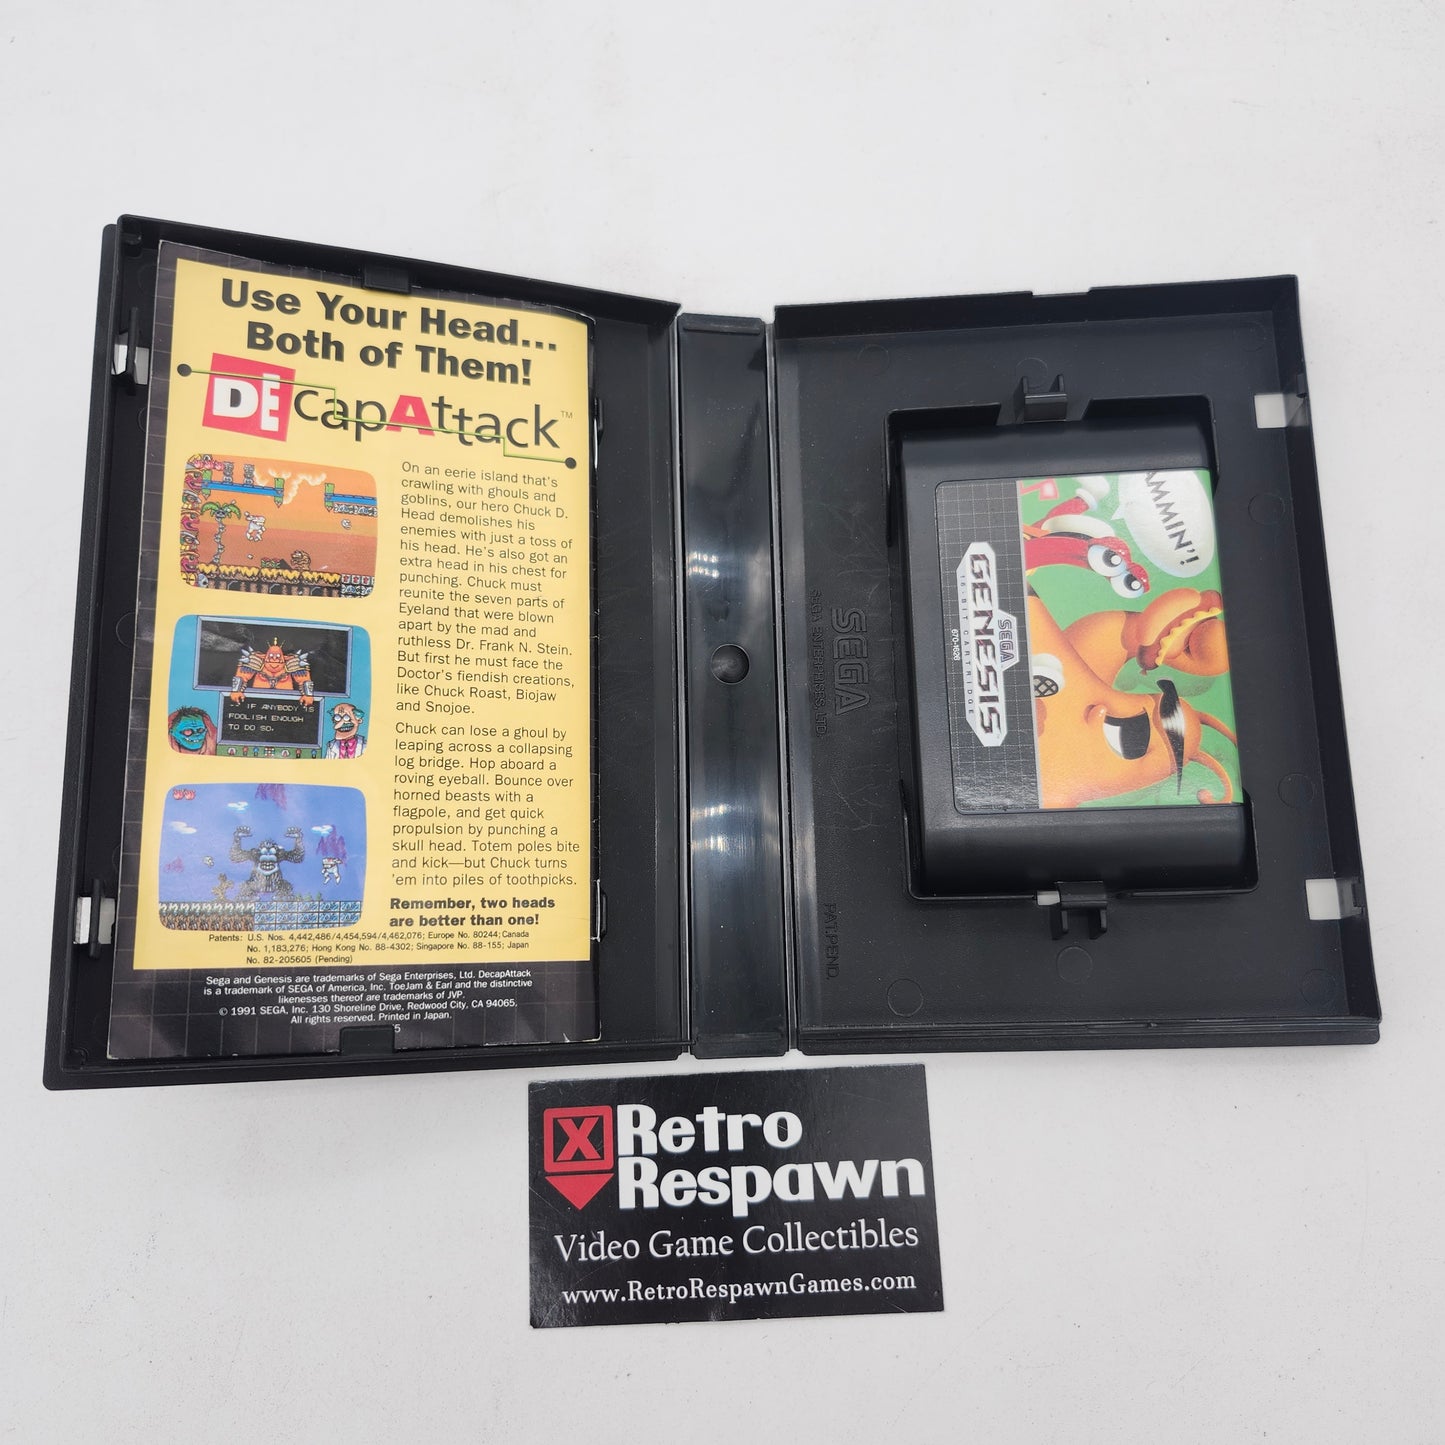 Use Your Head...
Both of Them!
DĒcapAttack™
On an eerie island that's
crawling with ghouls and
goblins, our hero Chuck D.
Head demolishes his
enemies with just a toss of
his head. He's also got an
extra head in his chest for
punching. Chuck must
reunite the seven parts of
Eyeland that were blown
apart by the mad and
ruthless Dr. Frank N. Stein.
But first he must face the
Doctor's fiendish creations,
like Chuck Roast, Biojaw
and Snojoe.
IF ANYBODY IS
FOOLISH ENOUGH
TO DO SO.
Chuck can lose a ghoul by
leaping across a collapsing
log bridge. Hop aboard a
roving eyeball. Bounce over
horned beasts with a
flagpole, and get quick
propulsion by punching a
skull head. Totem poles bite
and kick—but Chuck turns
'em into piles of toothpicks.
Remember, two heads
are better than one!
Patents: U.S. Nos. 4,442,486/4,454,594/4,462,076; Europe No. 80244; Canada
No. 1,183,276; Hong Kong No. 88-4302; Singapore No. 88-155; Japan
No. 82-205605 (Pending)
Sega and Genesis are trademarks of Sega Enterprises, Ltd. DecapAttack
is a trademark of SEGA of America, Inc. ToeJam & Earl and the distinctive
likenesses thereof are trademarks of JVP.
© 1991 SEGA, Inc. 130 Shoreline Drive, Redwood City, CA 94065.
All rights reserved. Printed in Japan.
5
SEGA
SEGA ENTERPRISES, LTD.
PAT. PEND.
AMMIN'!
SEGA
GENESIS™
16-BIT CARTRIDGE
670-1626
X
Retro
Respawn
Video Game Collectibles
www.RetroRespawnGames.com